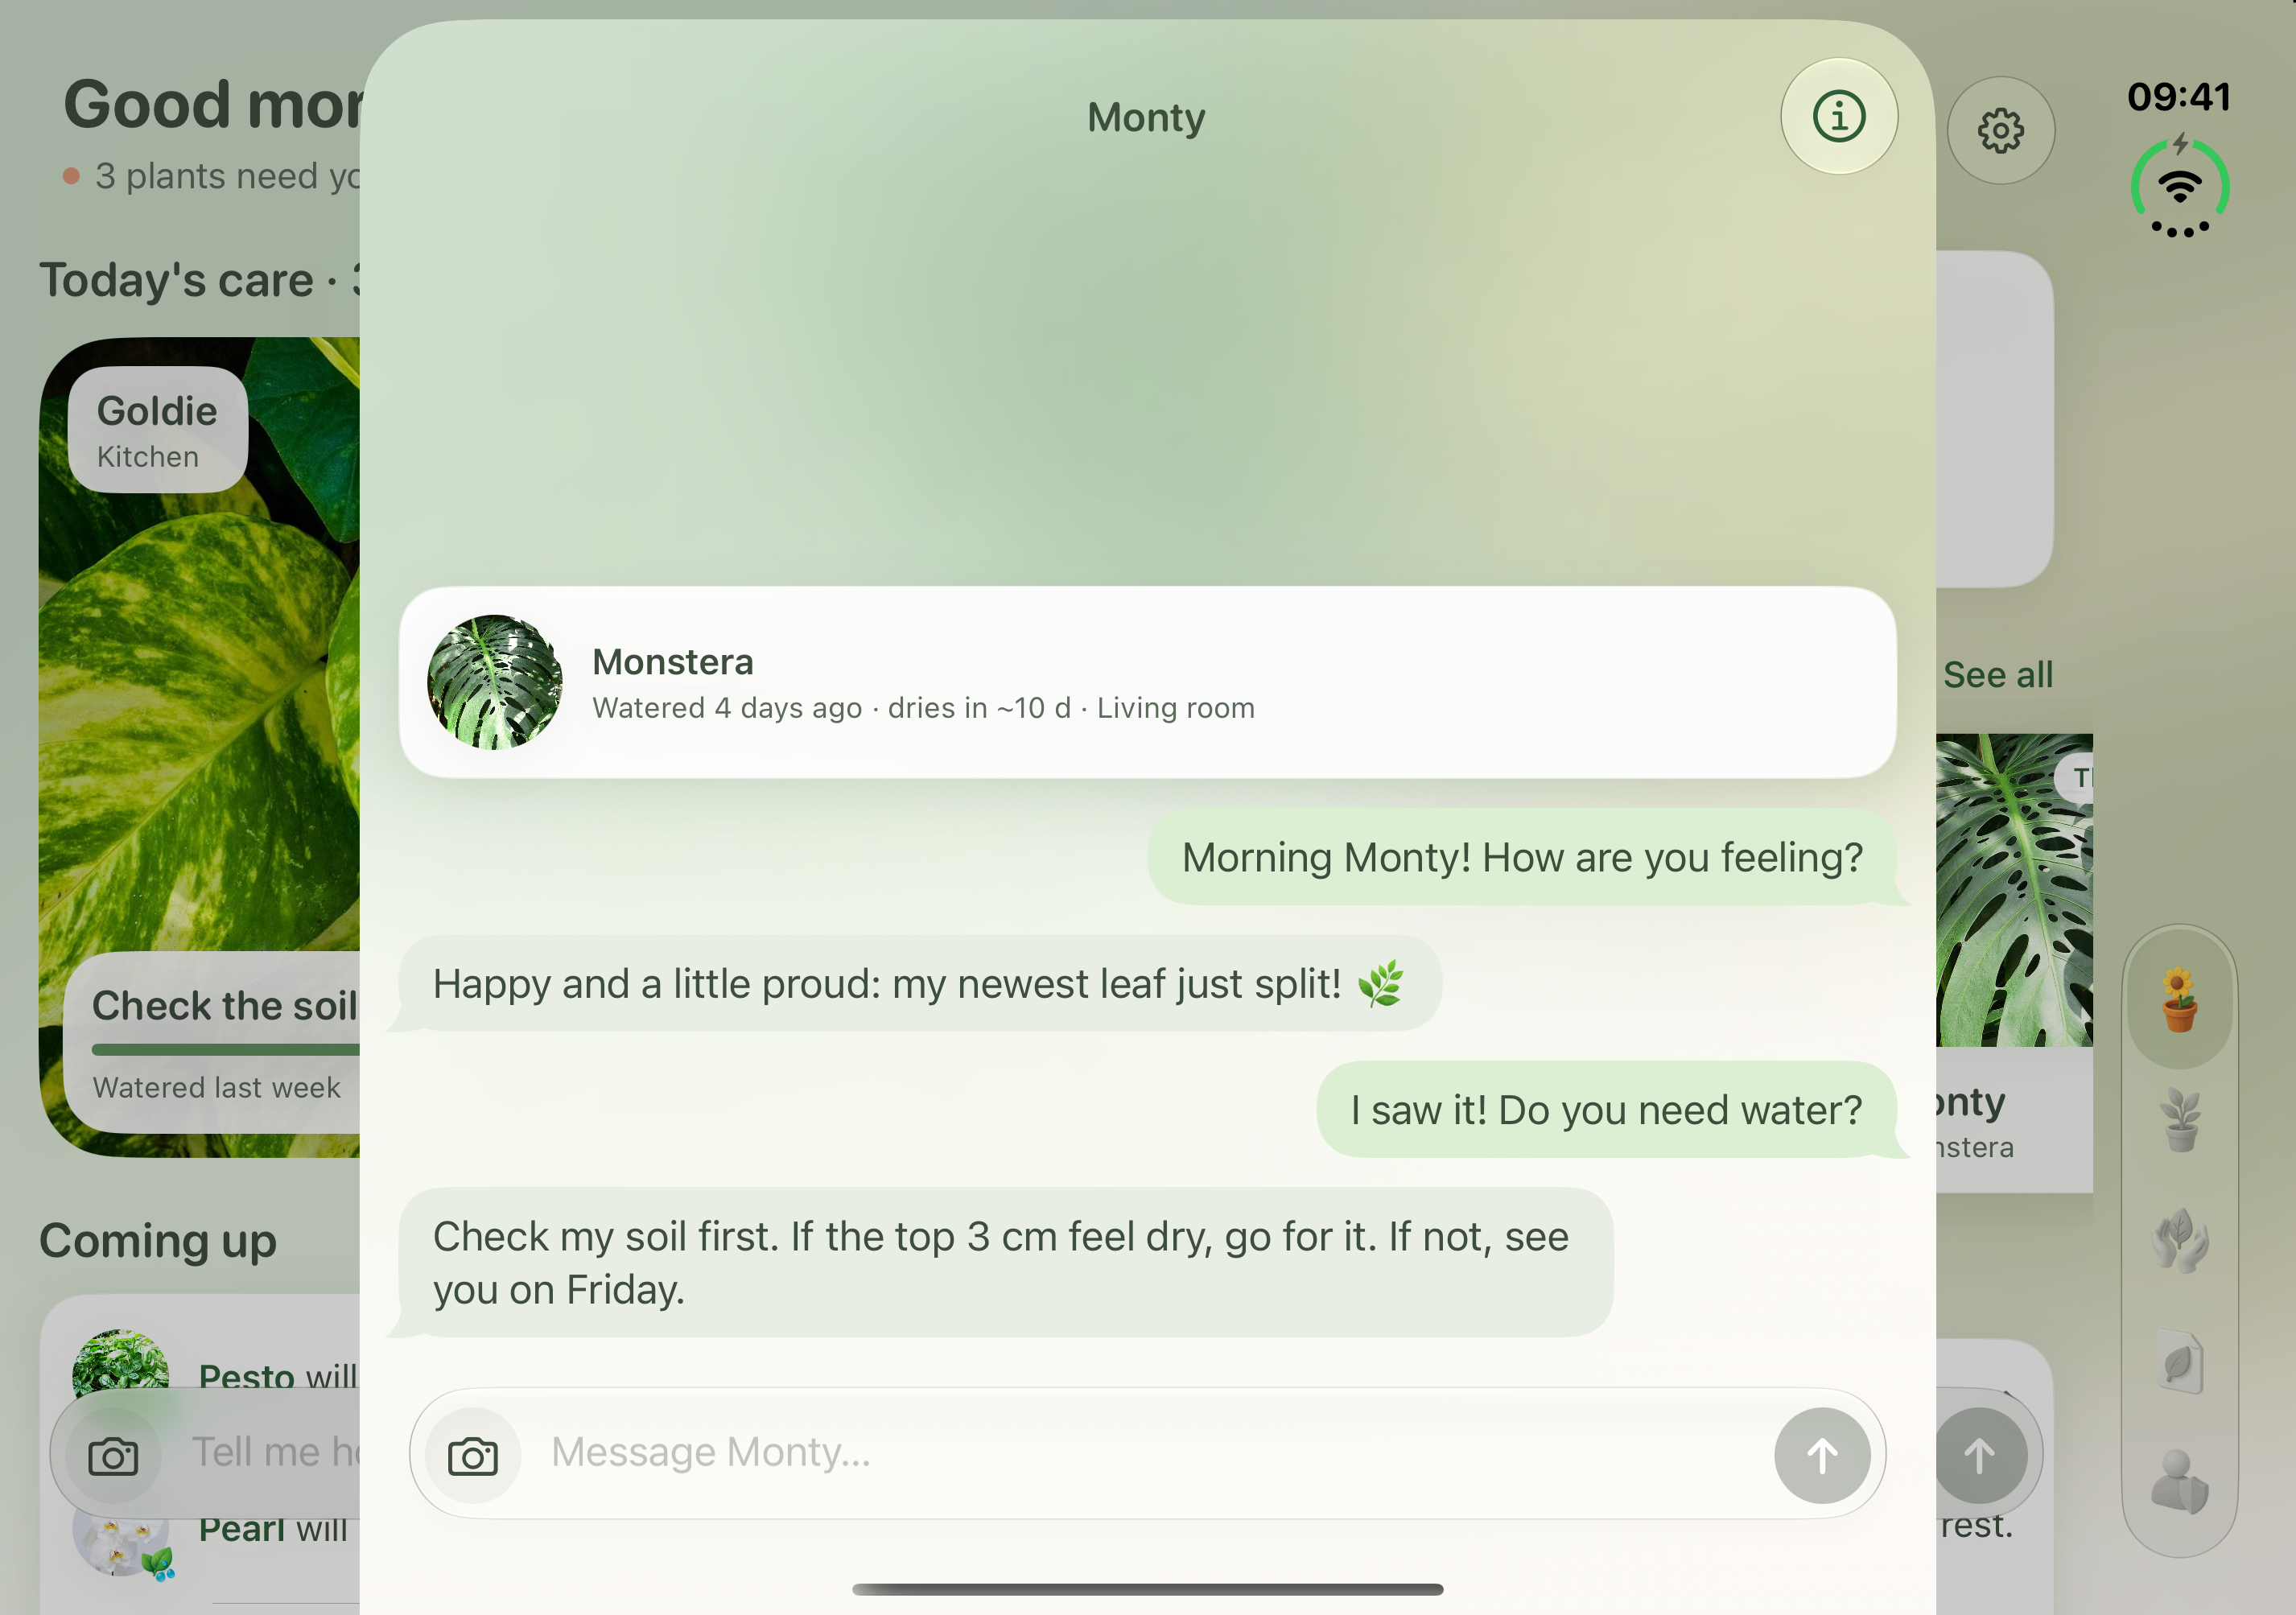 Good mor
3 plants need yo
Today's care · 3
Goldie
Kitchen
Check the soil
Watered last week
Coming up
Pesto will
Tell me ho
Pearl will
Monty
Monstera
Watered 4 days ago · dries in ~10 d · Living room
Morning Monty! How are you feeling?
Happy and a little proud: my newest leaf just split! 🌿
I saw it! Do you need water?
Check my soil first. If the top 3 cm feel dry, go for it. If not, see
you on Friday.
Message Monty...
09:41
See all
onty
nstera
rest.